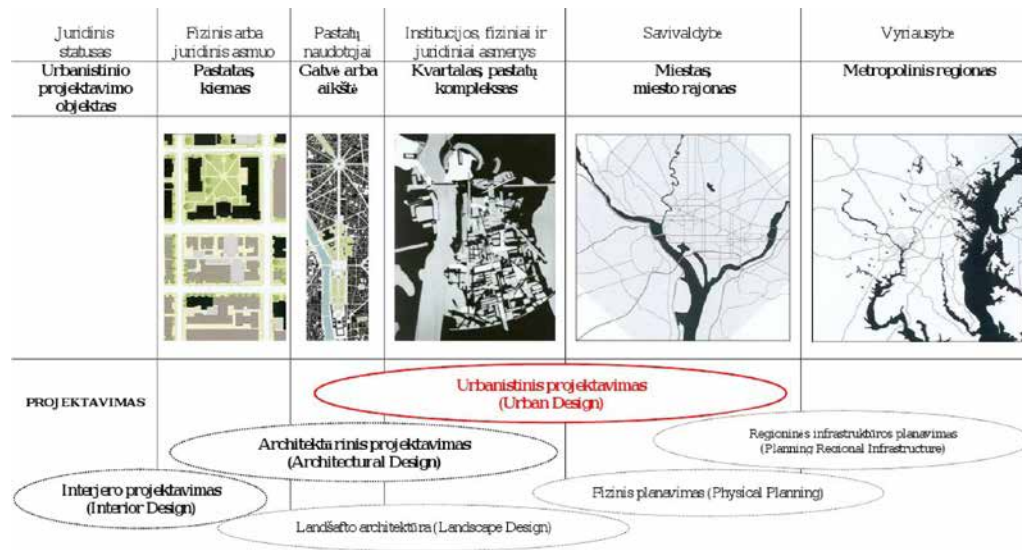 Juridinis
statusas
Fizinis arba
juridinis asmuo
Pastatų
naudotojai
Institucijos, fiziniai ir
juridiniai asmenys
Savivaldybė
Vyriausybė
Urbanistinio
projektavimo
objektas
Pastatas,
kiemas
Gatvė arba
aikštė
Kvartalas, pastatų
kompleksas
Miestas,
miesto rajonas
Metropolinis regionas
PROJEKTAVIMAS
Urbanistinis projektavimas
(Urban Design)
Architektūrinis projektavimas
(Architectural Design)
Regioninės infrastruktūros planavimas
(Planning Regional Infrastructure)
Interjero projektavimas
(Interior Design)
Fizinis planavimas (Physical Planning)
Landšafto architektūra (Landscape Design)